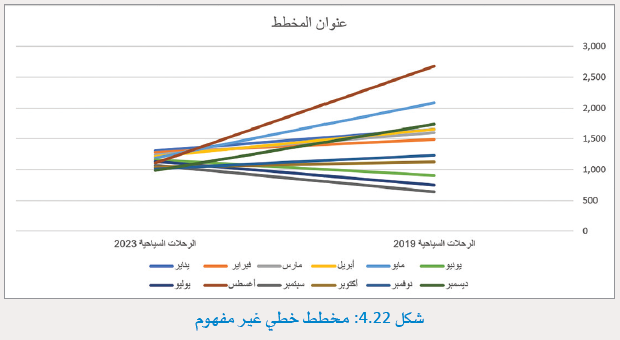 عنوان المخطط
3,000
2,500
2,000
1,500
1,000
500
0
الرحلات السياحية 2019 الرحلات السياحية 2023
يناير فبراير مارس أبريل مايو يونيو
يوليو أغسطس سبتمبر أكتوبر نوفمبر ديسمبر
شكل 4.22: مخطط خطي غير مفهوم